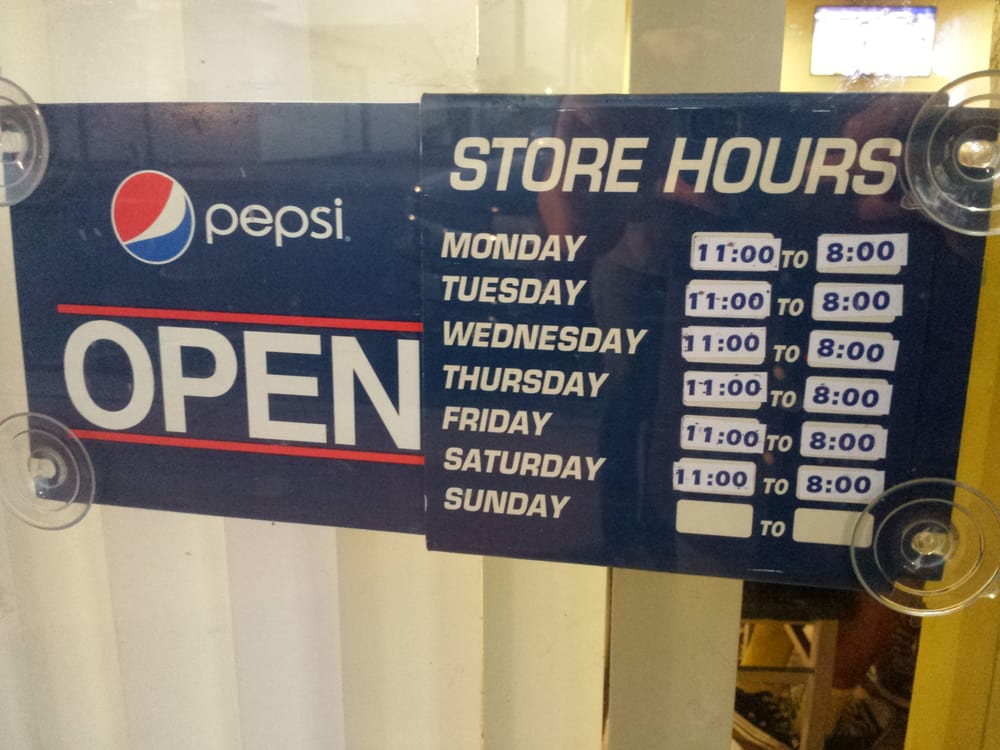 pepsi
OPEN
STORE HOURS
MONDAY 11:00 TO 8:00
TUESDAY 11:00 TO 8:00
WEDNESDAY 11:00 TO 8:00
THURSDAY 11:00 TO 8:00
FRIDAY 11:00 TO 8:00
SATURDAY 11:00 TO 8:00
SUNDAY TO